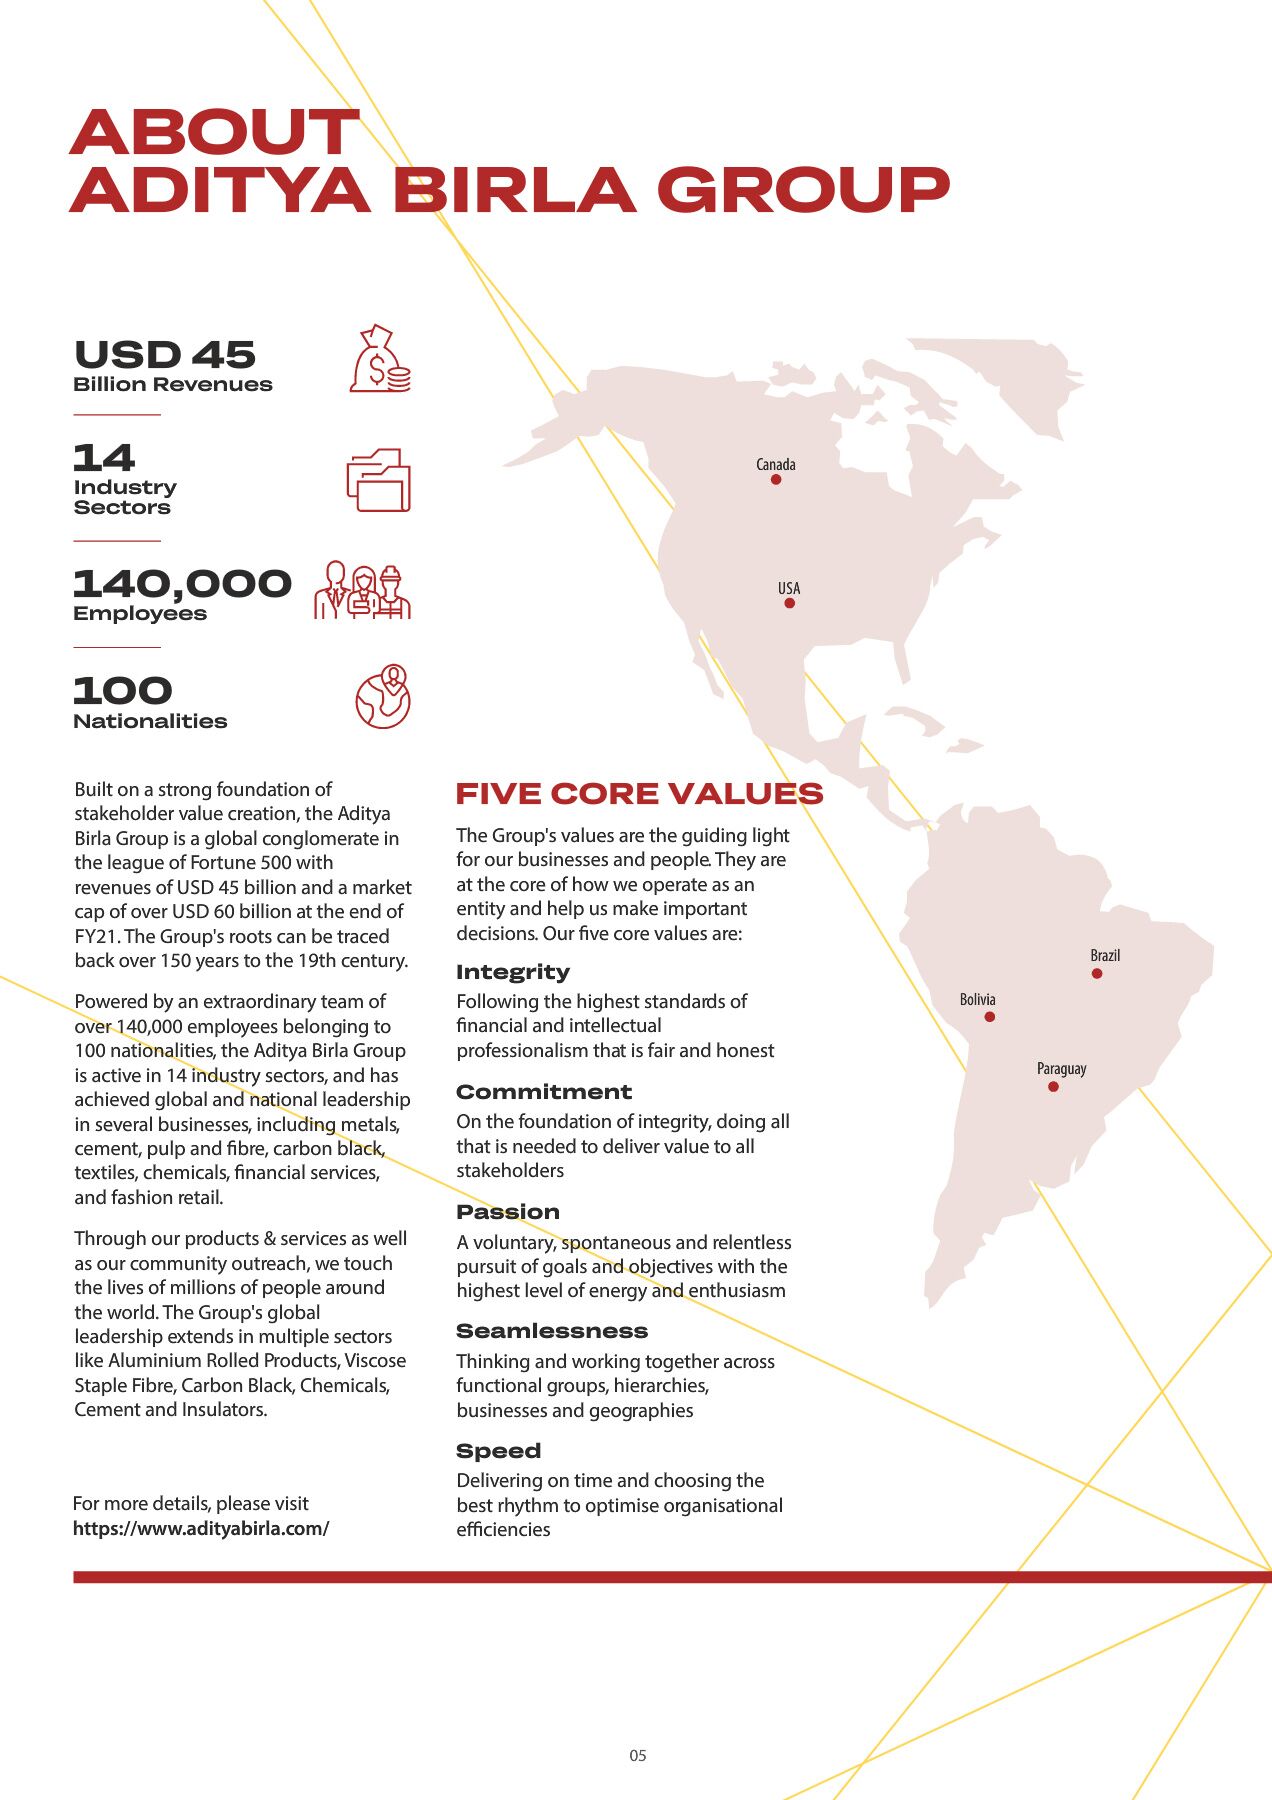 ABOUT
ADITYA BIRLA GROUP
USD 45
Billion Revenues
14
Industry
Sectors
140,000
Employees
100
Nationalities
Built on a strong foundation of
stakeholder value creation, the Aditya
Birla Group is a global conglomerate in
the league of Fortune 500 with
revenues of USD 45 billion and a market
cap of over USD 60 billion at the end of
FY21. The Group's roots can be traced
back over 150 years to the 19th century.
Powered by an extraordinary team of
over 140,000 employees belonging to
100 nationalities, the Aditya Birla Group
is active in 14 industry sectors, and has
achieved global and national leadership
in several businesses, including metals,
cement, pulp and fibre, carbon black,
textiles, chemicals, financial services,
and fashion retail.
Through our products & services as well
as our community outreach, we touch
the lives of millions of people around
the world. The Group's global
leadership extends in multiple sectors
like Aluminium Rolled Products, Viscose
Staple Fibre, Carbon Black, Chemicals,
Cement and Insulators.
For more details, please visit
https://www.adityabirla.com/
FIVE CORE VALUES
The Group's values are the guiding light
for our businesses and people. They are
at the core of how we operate as an
entity and help us make important
decisions. Our five core values are:
Integrity
Following the highest standards of
financial and intellectual
professionalism that is fair and honest
Commitment
On the foundation of integrity, doing all
that is needed to deliver value to all
stakeholders
Passion
A voluntary, spontaneous and relentless
pursuit of goals and objectives with the
highest level of energy and enthusiasm
Seamlessness
Thinking and working together across
functional groups, hierarchies,
businesses and geographies
Speed
Delivering on time and choosing the
best rhythm to optimise organisational
efficiencies
Canada
USA
Brazil
Bolivia
Paraguay
05